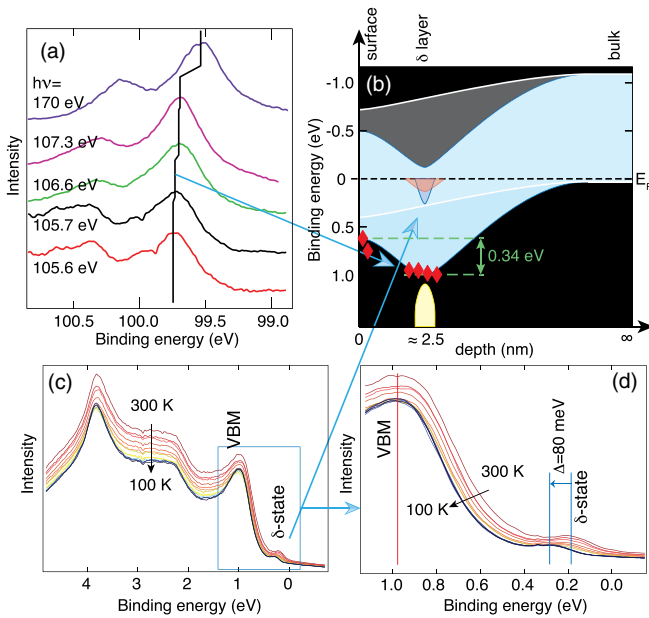 (a)
hν=
170 eV
107.3 eV
106.6 eV
105.7 eV
105.6 eV
Intensity
100.5 100.0 99.5 99.0
Binding energy (eV)
surface
δ layer
bulk
(b)
-1.0
-0.5
0
0.5
1.0
Binding energy (eV)
0.34 eV
0 ≈ 2.5 ∞
depth (nm)
(c)
300 K
100 K
VBM
δ-state
Intensity
4 3 2 1 0
Binding energy (eV)
(d)
VBM
300 K
100 K
Δ=80 meV
δ-state
Intensity
1.0 0.8 0.6 0.4 0.2 0.0
Binding energy (eV)